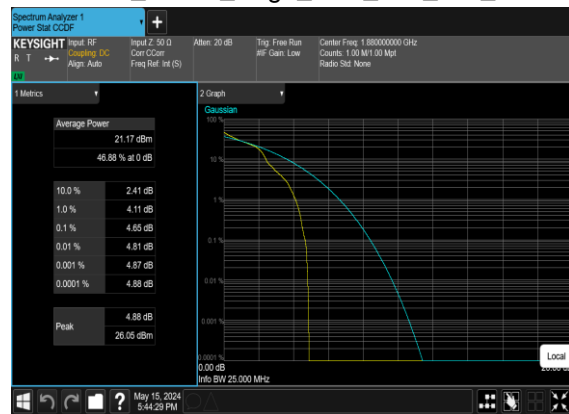 Spectrum Analyzer 1
Power Stat CCDF
+
KEYSIGHT
R T
LXI
Input: RF
Coupling: DC
Align: Auto
Input Z: 50 Ω
Corr CCorr
Freq Ref: Int (S)
Atten: 20 dB
Trig: Free Run
#IF Gain: Low
Center Freq: 1.880000000 GHz
Counts: 1.00 M/1.00 Mpt
Radio Std: None
1 Metrics
Average Power
21.17 dBm
46.88 % at 0 dB
10.0 % 2.41 dB
1.0 % 4.11 dB
0.1 % 4.65 dB
0.01 % 4.81 dB
0.001 % 4.87 dB
0.0001 % 4.88 dB
Peak
4.88 dB
26.05 dBm
2 Graph
Gaussian
100 %
10 %
1 %
0.1 %
0.01 %
0.001 %
0.0001 %
0.00 dB
Info BW 25.000 MHz
Local
?
May 15, 2024
5:44:29 PM